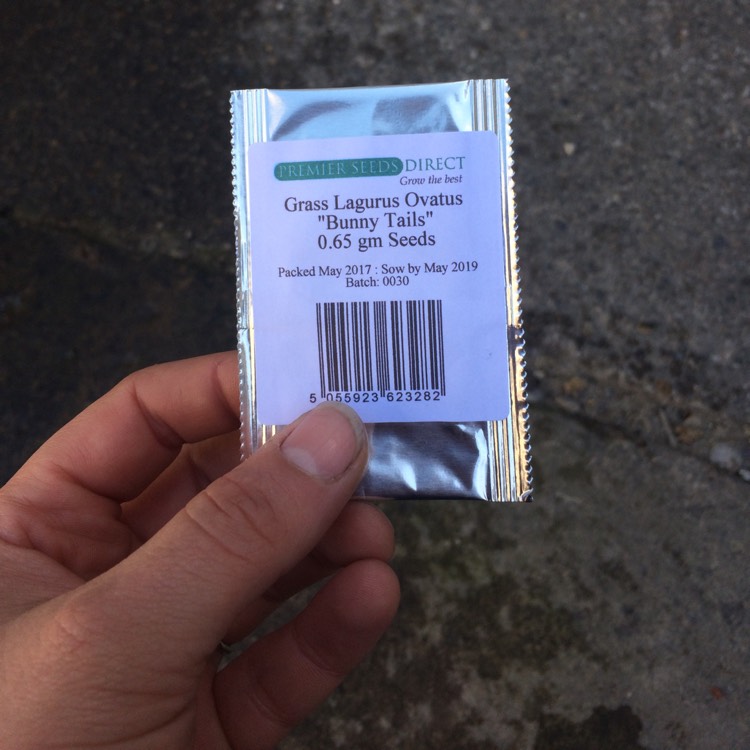 PREMIER SEEDS DIRECT
Grow the best
Grass Lagurus Ovatus
"Bunny Tails"
0.65 gm Seeds
Packed May 2017 : Sow by May 2019
Batch: 0030
5 055923 623282